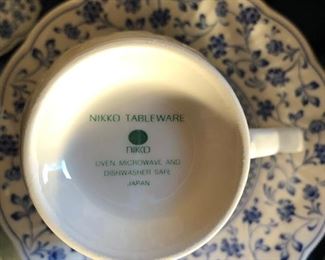 NIKKO TABLEWARE
nikko
OVEN, MICROWAVE AND
DISHWASHER SAFE
JAPAN